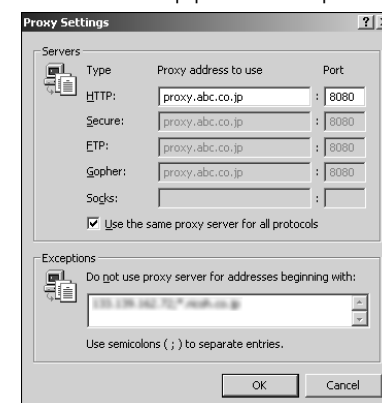 Proxy Settings
Servers
Type Proxy address to use Port
HTTP: proxy.abc.co.jp : 8080
Secure: proxy.abc.co.jp : 8080
FTP: proxy.abc.co.jp : 8080
Gopher: proxy.abc.co.jp : 8080
Socks: :
Use the same proxy server for all protocols
Exceptions
Do not use proxy server for addresses beginning with:
Use semicolons ( ; ) to separate entries.
OK Cancel